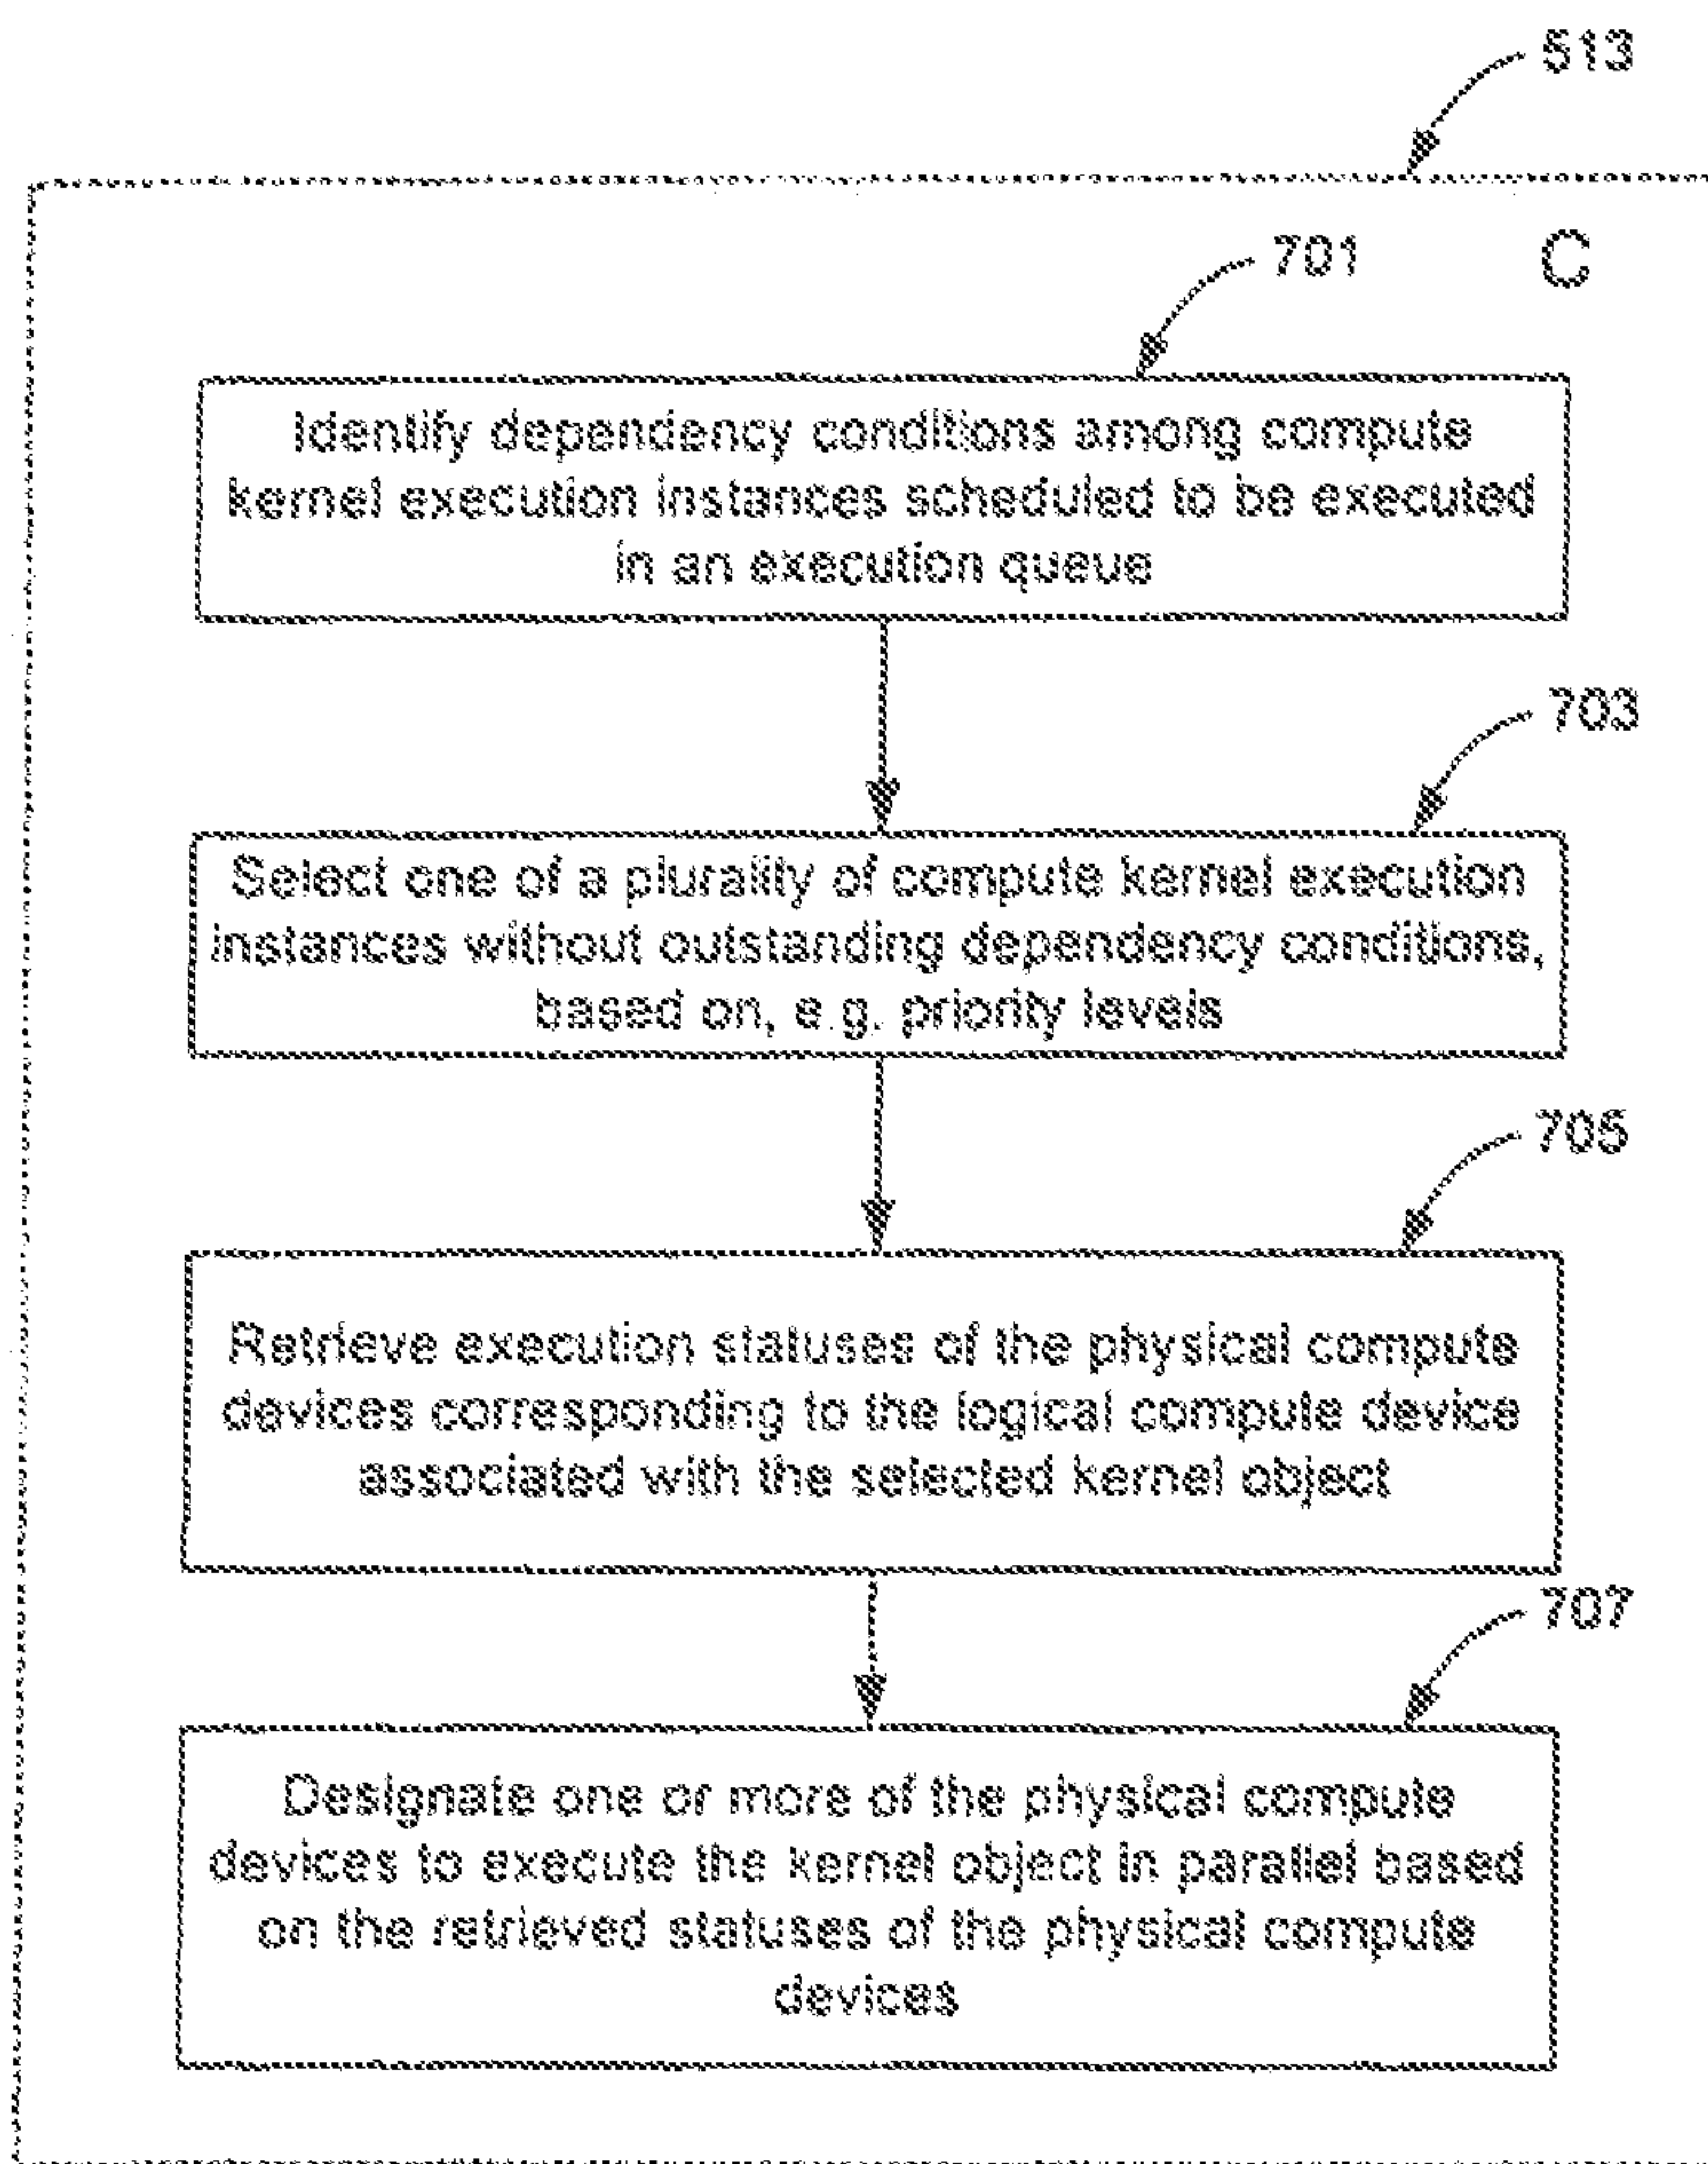 513
701
C
Identify dependency conditions among compute
kernel execution instances scheduled to be executed
in an execution queue
703
Select one of a plurality of compute kernel execution
instances without outstanding dependency conditions,
based on, e.g. priority levels
705
Retrieve execution statuses of the physical compute
devices corresponding to the logical compute device
associated with the selected kernel object
707
Designate one or more of the physical compute
devices to execute the kernel object in parallel based
on the retrieved statuses of the physical compute
devices